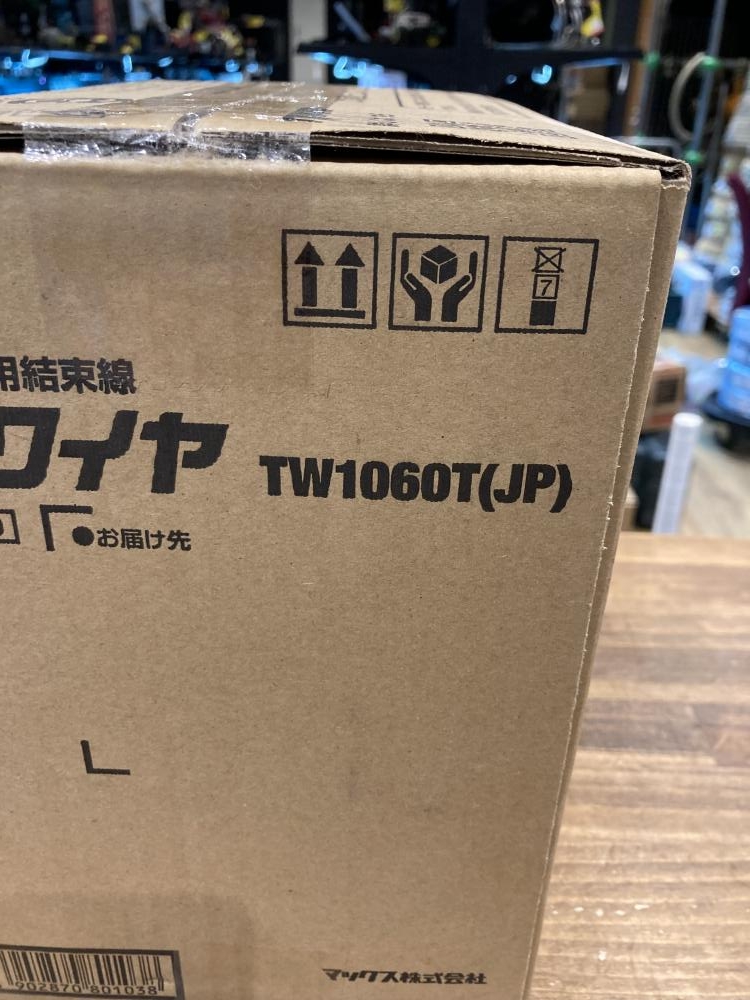 7
用結束線
ワイヤ TW1060T(JP)
●お届け先
902870 801038
マックス株式会社